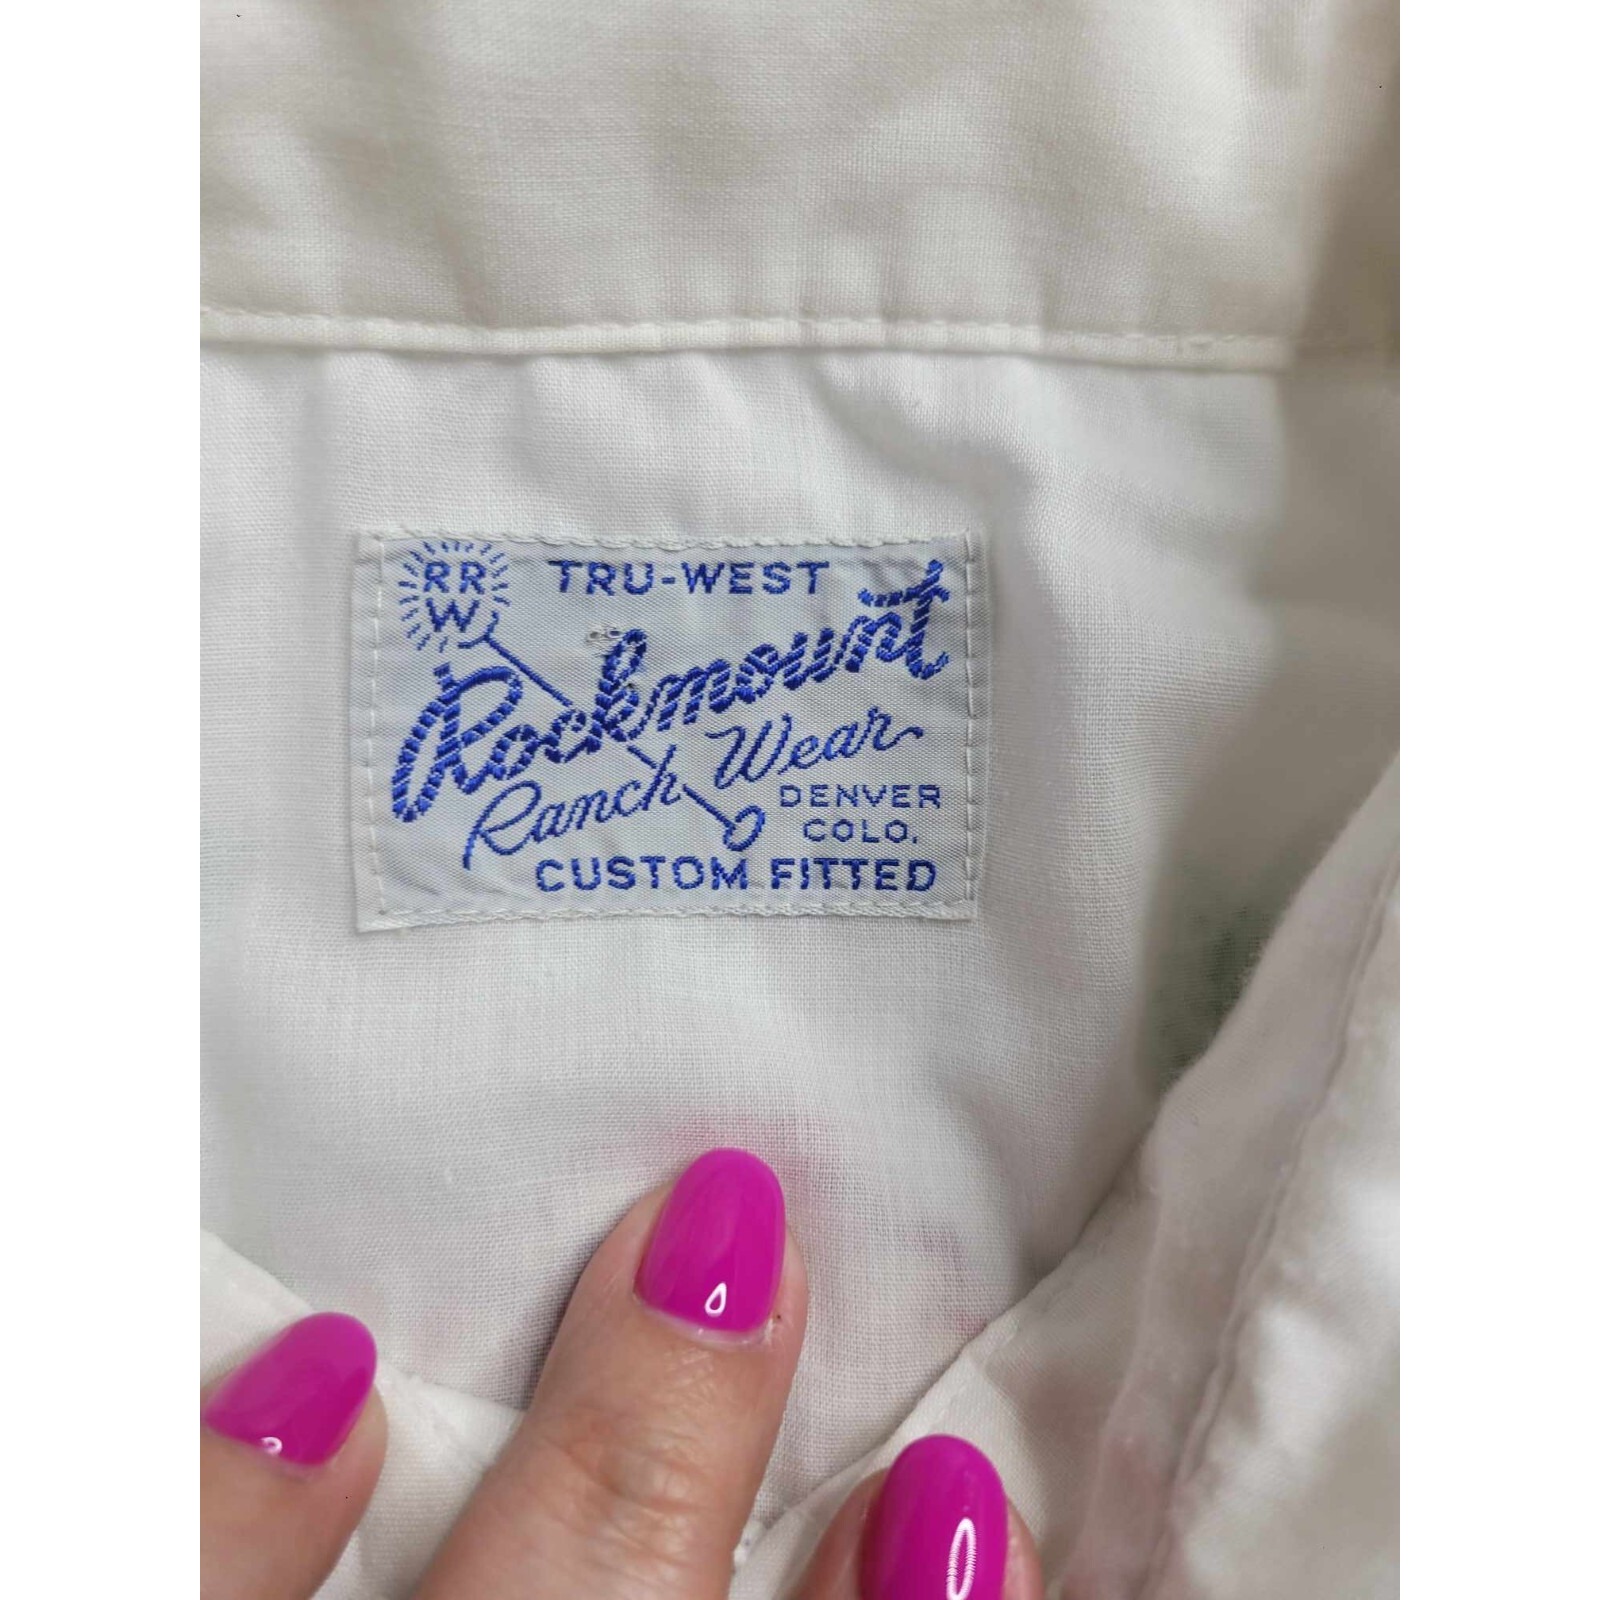 RR
W
TRU-WEST
Rockmount
Ranch Wear
DENVER
COLO.
CUSTOM FITTED